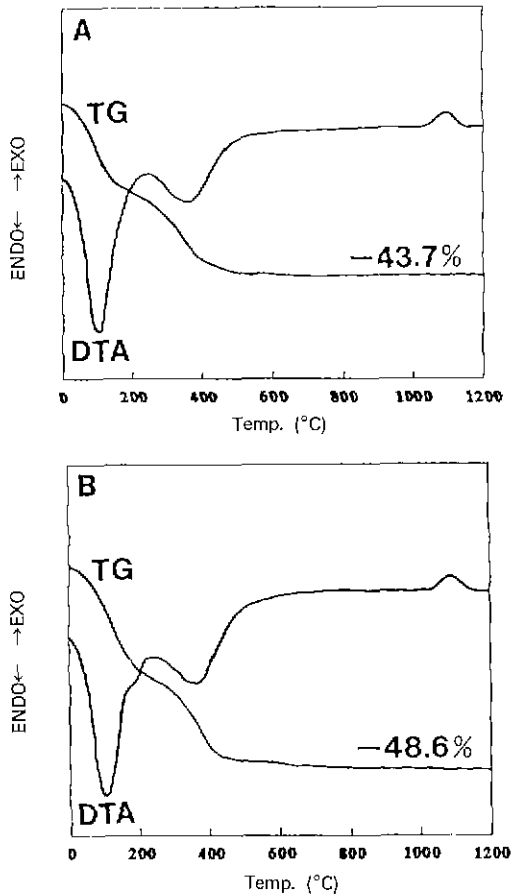 A
TG
ENDO← →EXO
−43.7%
DTA
0 200 400 600 800 1000 1200
Temp. (°C)
B
TG
ENDO← →EXO
−48.6%
DTA
0 200 400 600 800 1000 1200
Temp. (°C)